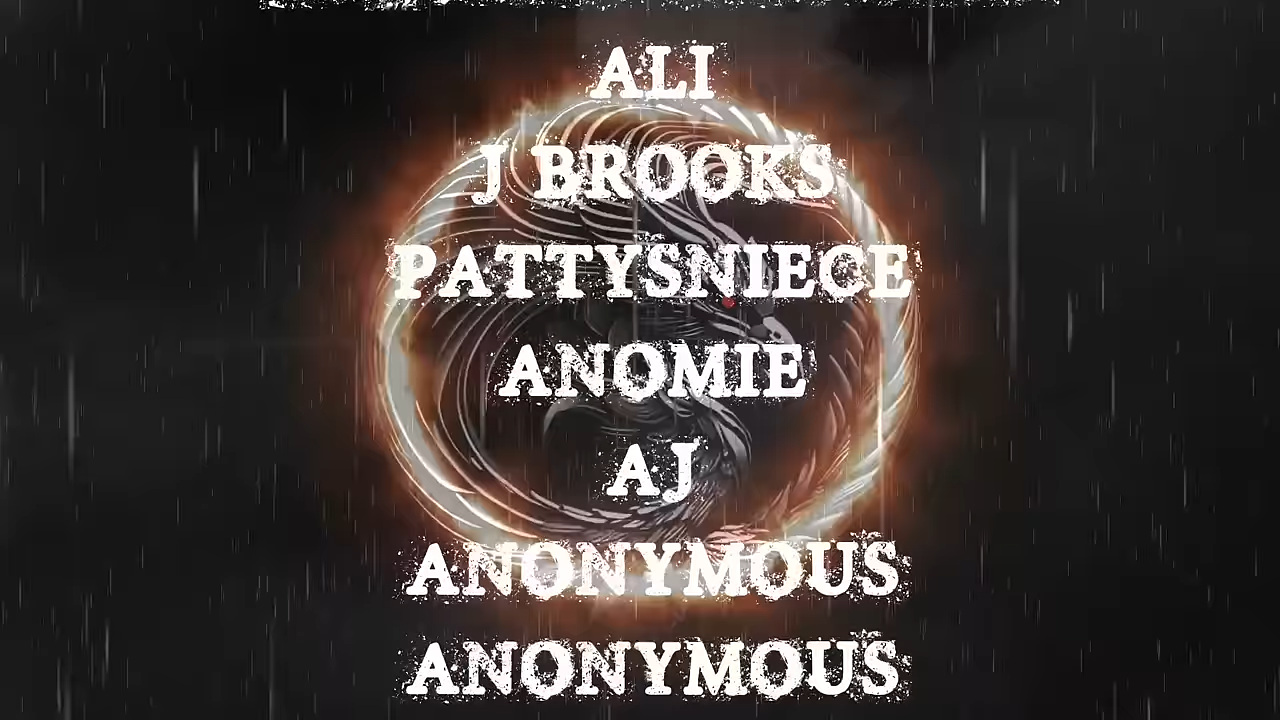 ALI
J BROOKS
PATTYSNIECE
ANOMIE
AJ
ANONYMOUS
ANONYMOUS